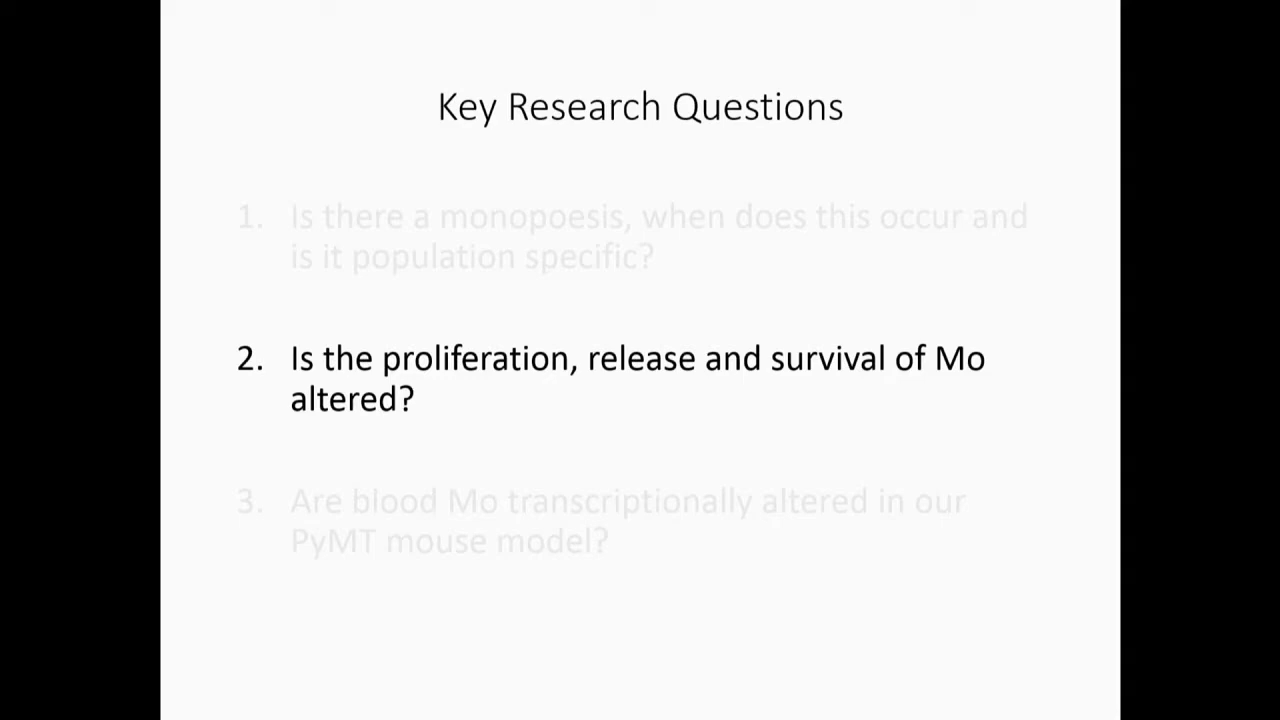 Key Research Questions
1. Is there a monopoesis, when does this occur and
is it population specific?
2. Is the proliferation, release and survival of Mo
altered?
3. Are blood Mo transcriptionally altered in our
PyMT mouse model?